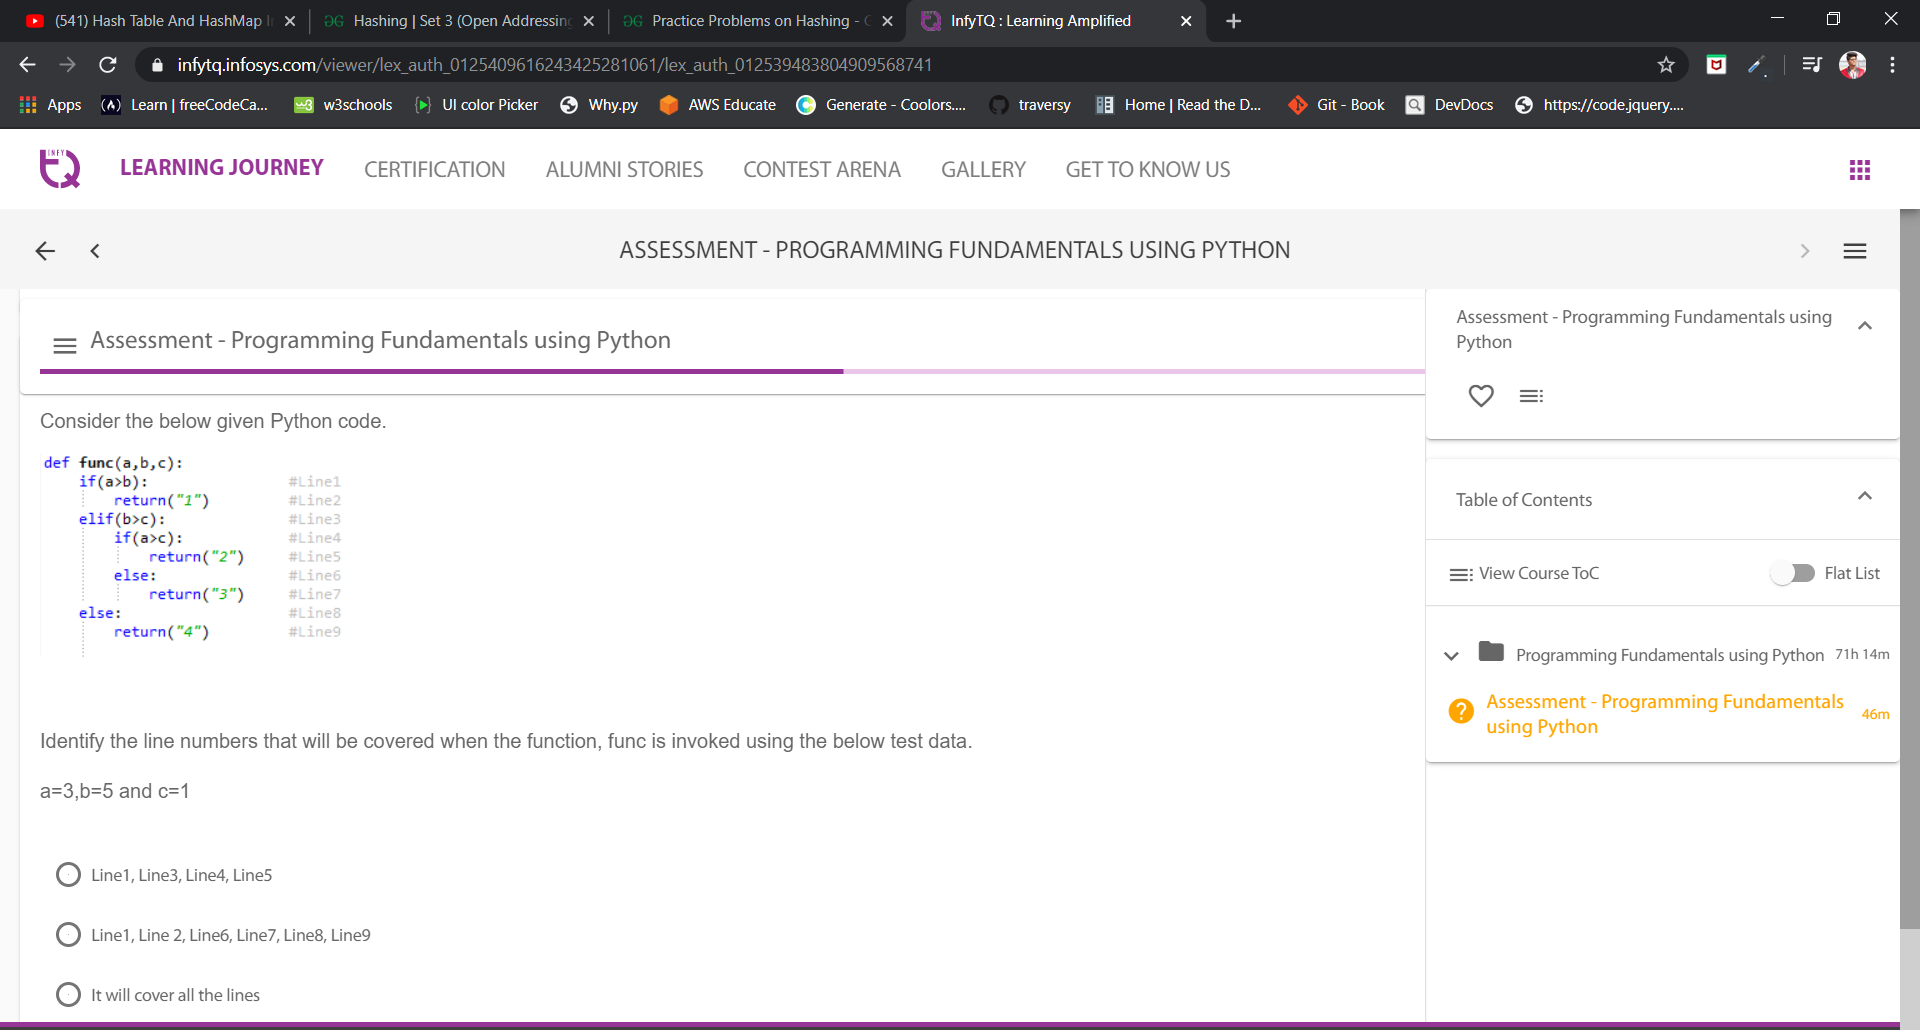 (541) Hash Table And HashMap
Hashing | Set 3 (Open Addressing
Practice Problems on Hashing -
InfyTQ : Learning Amplified
infytq.infosys.com/viewer/lex_auth_0125409616243425281061/lex_auth_012539483804909568741
Apps
Learn | freeCodeCa...
w3schools
UI color Picker
Why.py
AWS Educate
Generate - Coolors....
traversy
Home | Read the D...
Git - Book
DevDocs
https://code.jquery....
INFY TQ
LEARNING JOURNEY
CERTIFICATION
ALUMNI STORIES
CONTEST ARENA
GALLERY
GET TO KNOW US
ASSESSMENT - PROGRAMMING FUNDAMENTALS USING PYTHON
Assessment - Programming Fundamentals using Python
Consider the below given Python code.
def func(a,b,c):
if(a>b): #Line1
return("1") #Line2
elif(b>c): #Line3
if(a>c): #Line4
return("2") #Line5
else: #Line6
return("3") #Line7
else: #Line8
return("4") #Line9
Identify the line numbers that will be covered when the function, func is invoked using the below test data.
a=3,b=5 and c=1
Line1, Line3, Line4, Line5
Line1, Line 2, Line6, Line7, Line8, Line9
It will cover all the lines
Assessment - Programming Fundamentals using
Python
Table of Contents
View Course ToC
Flat List
Programming Fundamentals using Python 71h 14m
Assessment - Programming Fundamentals
using Python
46m